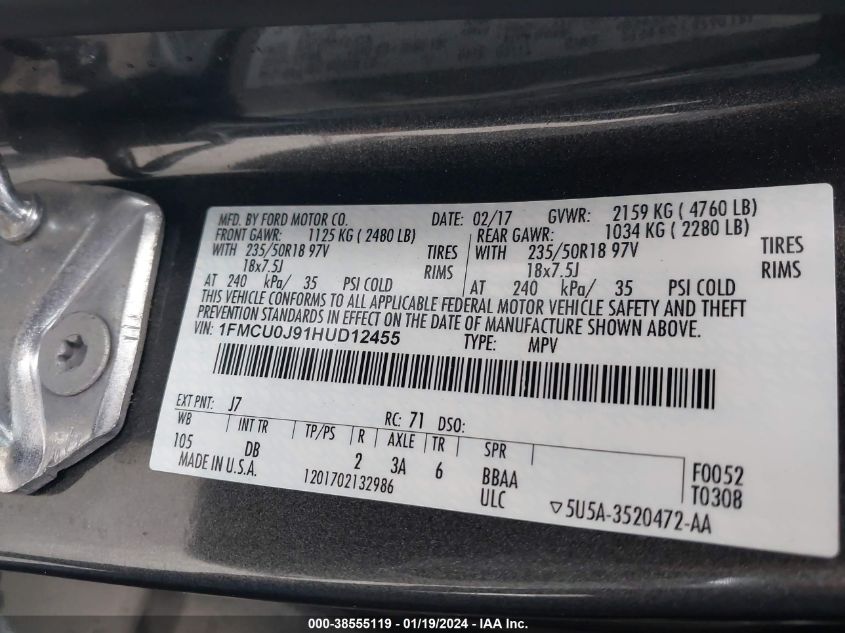 MFD. BY FORD MOTOR CO. DATE: 02/17 GVWR: 2159 KG ( 4760 LB)
FRONT GAWR: 1125 KG ( 2480 LB) REAR GAWR: 1034 KG ( 2280 LB)
WITH 235/50R18 97V TIRES WITH 235/50R18 97V TIRES
18x7.5J RIMS 18x7.5J RIMS
AT 240 kPa/ 35 PSI COLD AT 240 kPa/ 35 PSI COLD
THIS VEHICLE CONFORMS TO ALL APPLICABLE FEDERAL MOTOR VEHICLE SAFETY AND THEFT
PREVENTION STANDARDS IN EFFECT ON THE DATE OF MANUFACTURE SHOWN ABOVE.
VIN: 1FMCU0J91HUD12455 TYPE: MPV
EXT PNT: J7 RC: 71 DSO:
WB INT TR TP/PS R AXLE TR SPR
105 DB 2 3A 6 BBAA F0052
MADE IN U.S.A. 1201702132986 ULC T0308
▽5U5A-3520472-AA
000-38555119 - 01/19/2024 - IAA Inc.